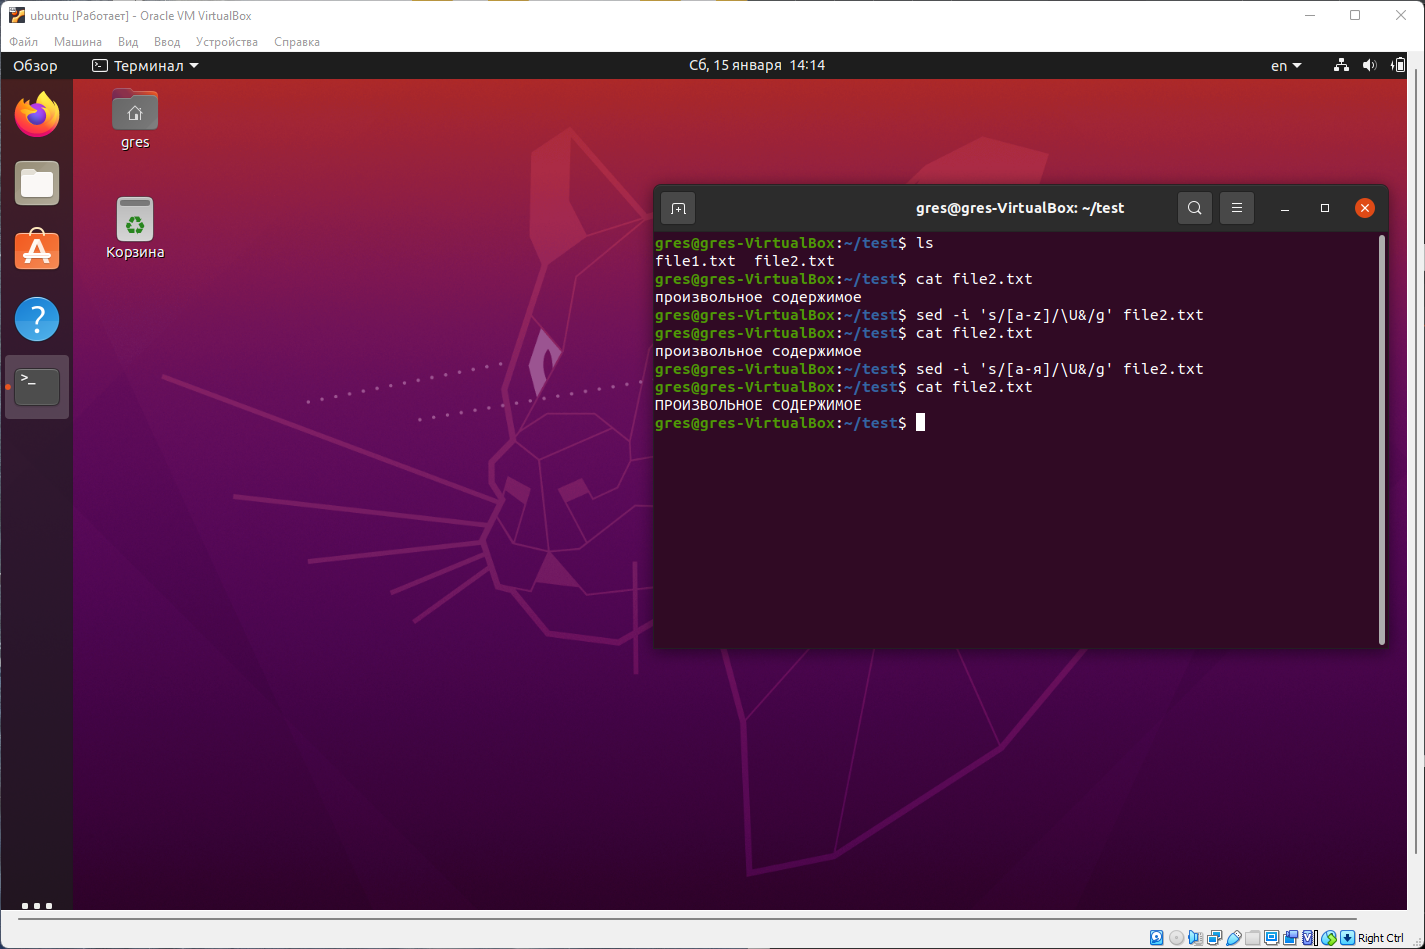 ubuntu [Работает] - Oracle VM VirtualBox
Файл Машина Вид Ввод Устройства Справка
Обзор Терминал Сб, 15 января 14:14 en
gres
Корзина
gres@gres-VirtualBox: ~/test
gres@gres-VirtualBox:~/test$ ls
file1.txt file2.txt
gres@gres-VirtualBox:~/test$ cat file2.txt
произвольное содержимое
gres@gres-VirtualBox:~/test$ sed -i 's/[a-z]/\U&/g' file2.txt
gres@gres-VirtualBox:~/test$ cat file2.txt
произвольное содержимое
gres@gres-VirtualBox:~/test$ sed -i 's/[а-я]/\U&/g' file2.txt
gres@gres-VirtualBox:~/test$ cat file2.txt
ПРОИЗВОЛЬНОЕ СОДЕРЖИМОЕ
gres@gres-VirtualBox:~/test$
Right Ctrl